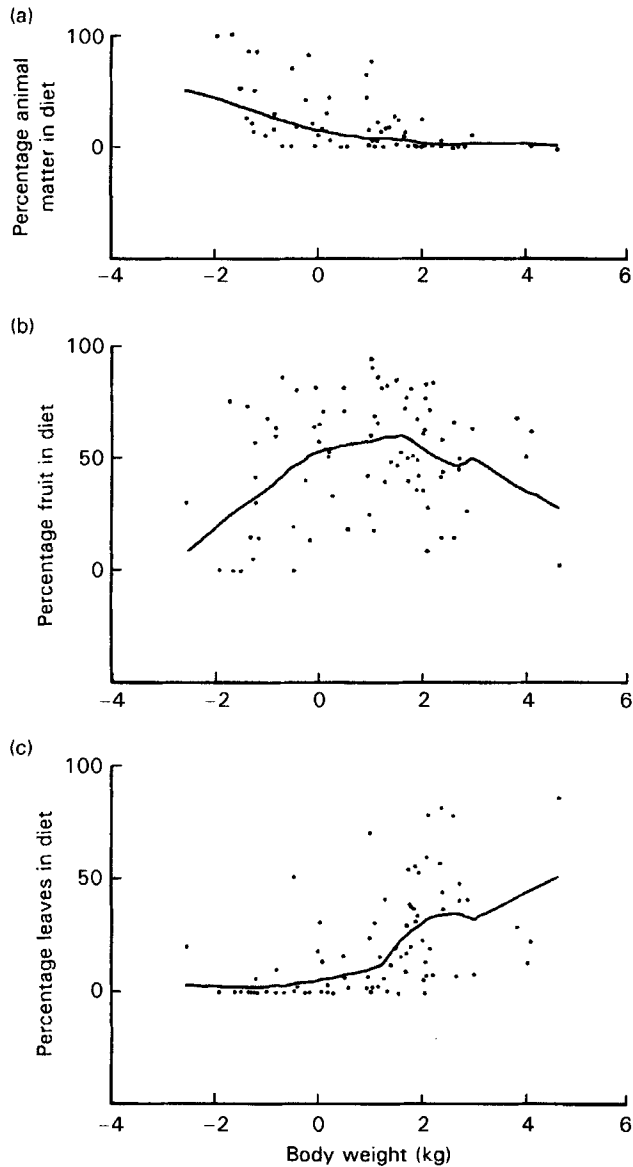 (a)
Percentage animal
matter in diet
100
50
0
−4 −2 0 2 4 6
(b)
Percentage fruit in diet
100
50
0
−4 −2 0 2 4 6
(c)
Percentage leaves in diet
100
50
0
−4 −2 0 2 4 6
Body weight (kg)